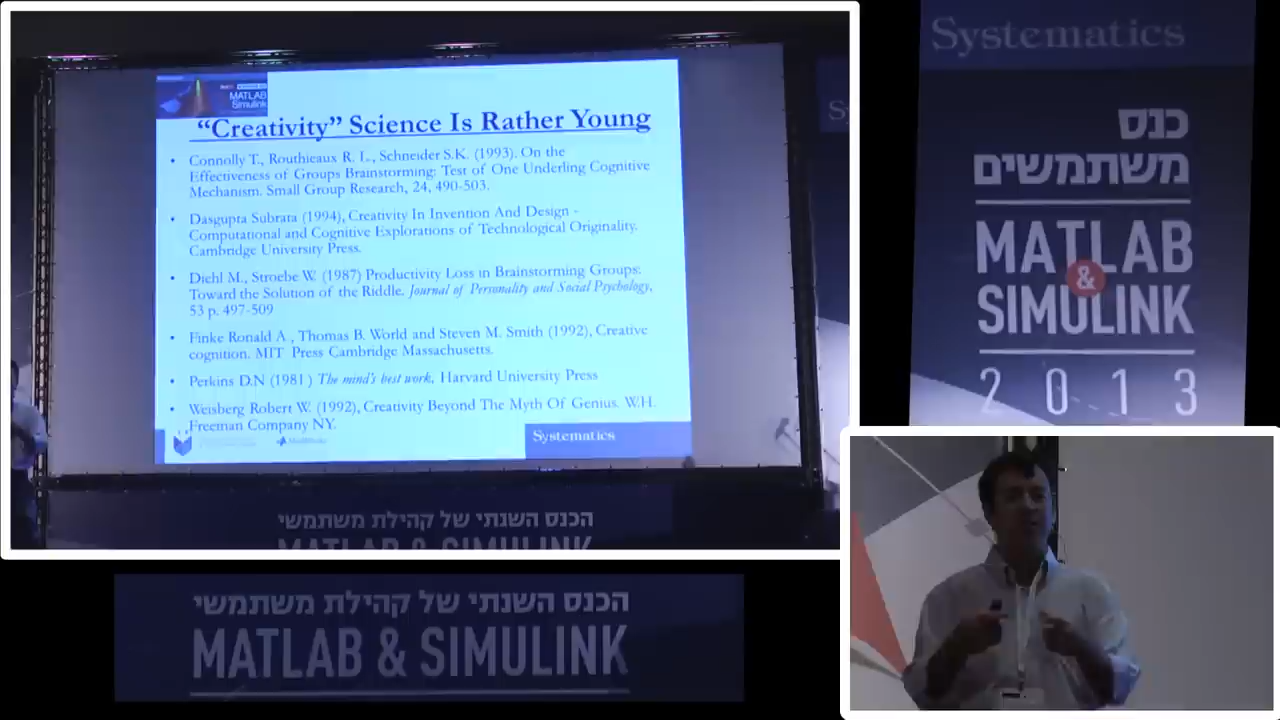 MATLAB
Simulink
“Creativity” Science Is Rather Young
• Connolly T., Routhieaux R. L., Schneider S.K. (1993). On the
Effectiveness of Groups Brainstorming: Test of One Underling Cognitive
Mechanism. Small Group Research, 24, 490-503.
• Dasgupta Subrata (1994), Creativity In Invention And Design -
Computational and Cognitive Explorations of Technological Originality.
Cambridge University Press.
• Diehl M., Stroebe W. (1987) Productivity Loss in Brainstorming Groups:
Toward the Solution of the Riddle. Journal of Personality and Social Psychology,
53 p. 497-509
• Finke Ronald A , Thomas B. World and Steven M. Smith (1992), Creative
cognition. MIT Press Cambridge Massachusetts.
• Perkins D.N (1981) The mind's best work, Harvard University Press
• Weisberg Robert W. (1992), Creativity Beyond The Myth Of Genius. W.H.
Freeman Company NY.
MathWorks
Systematics
הכנס השנתי של קהילת משתמשי
MATLAB & SIMULINK
Systematics
כנס
משתמשים
MATLAB
&
SIMULINK
2013
הכנס השנתי של קהילת משתמשי
MATLAB & SIMULINK